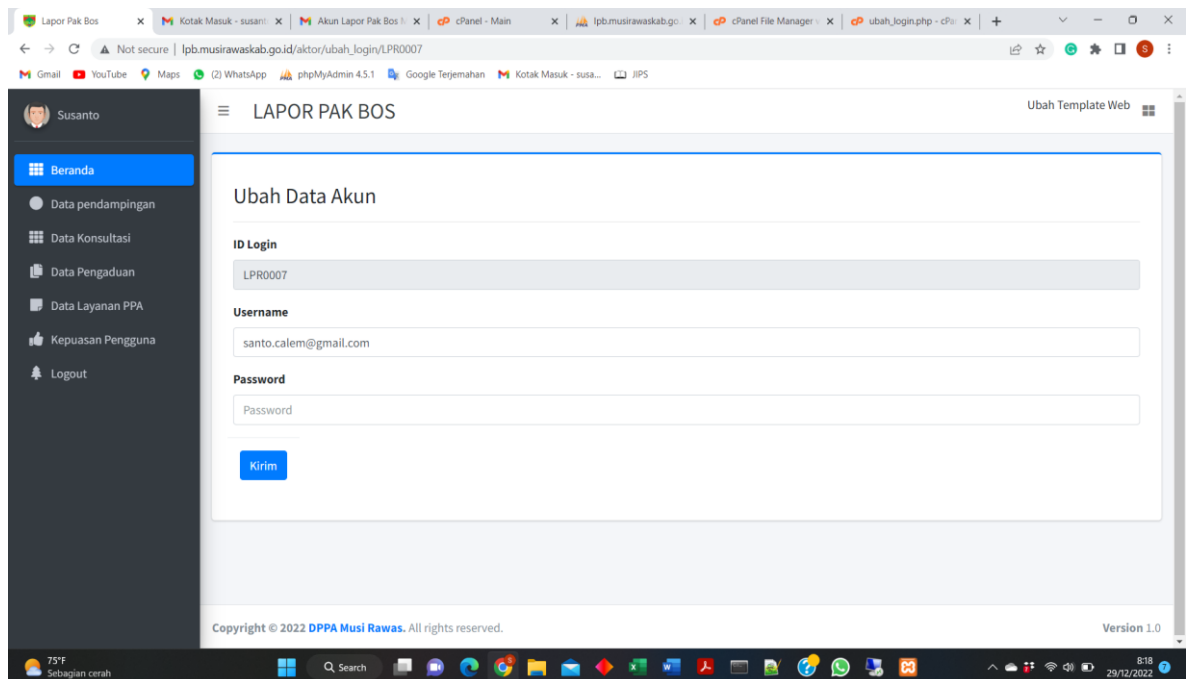 Lapor Pak Bos
Kotak Masuk - susant
Akun Lapor Pak Bos
cPanel - Main
lpb.musirawaskab.go.
cPanel File Manager v
ubah_login.php - cPa
Not secure | lpb.musirawaskab.go.id/aktor/ubah_login/LPR0007
S
Gmail YouTube Maps (2) WhatsApp phpMyAdmin 4.5.1 Google Terjemahan Kotak Masuk - susa... JIPS
Susanto
LAPOR PAK BOS
Ubah Template Web
Beranda
Data pendampingan
Data Konsultasi
Data Pengaduan
Data Layanan PPA
Kepuasan Pengguna
Logout
Ubah Data Akun
ID Login
LPR0007
Username
santo.calem@gmail.com
Password
Password
Kirim
Copyright © 2022 DPPA Musi Rawas. All rights reserved.
Version 1.0
75°F
Sebagian cerah
Search
8:18
29/12/2022
7